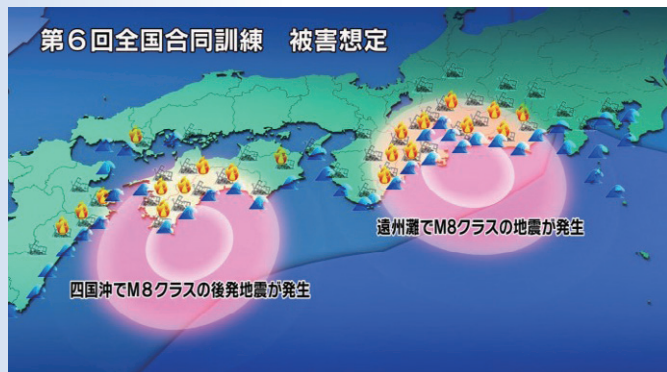 第６回全国合同訓練　被害想定
遠州灘でM８クラスの地震が発生
四国沖でM８クラスの後発地震が発生